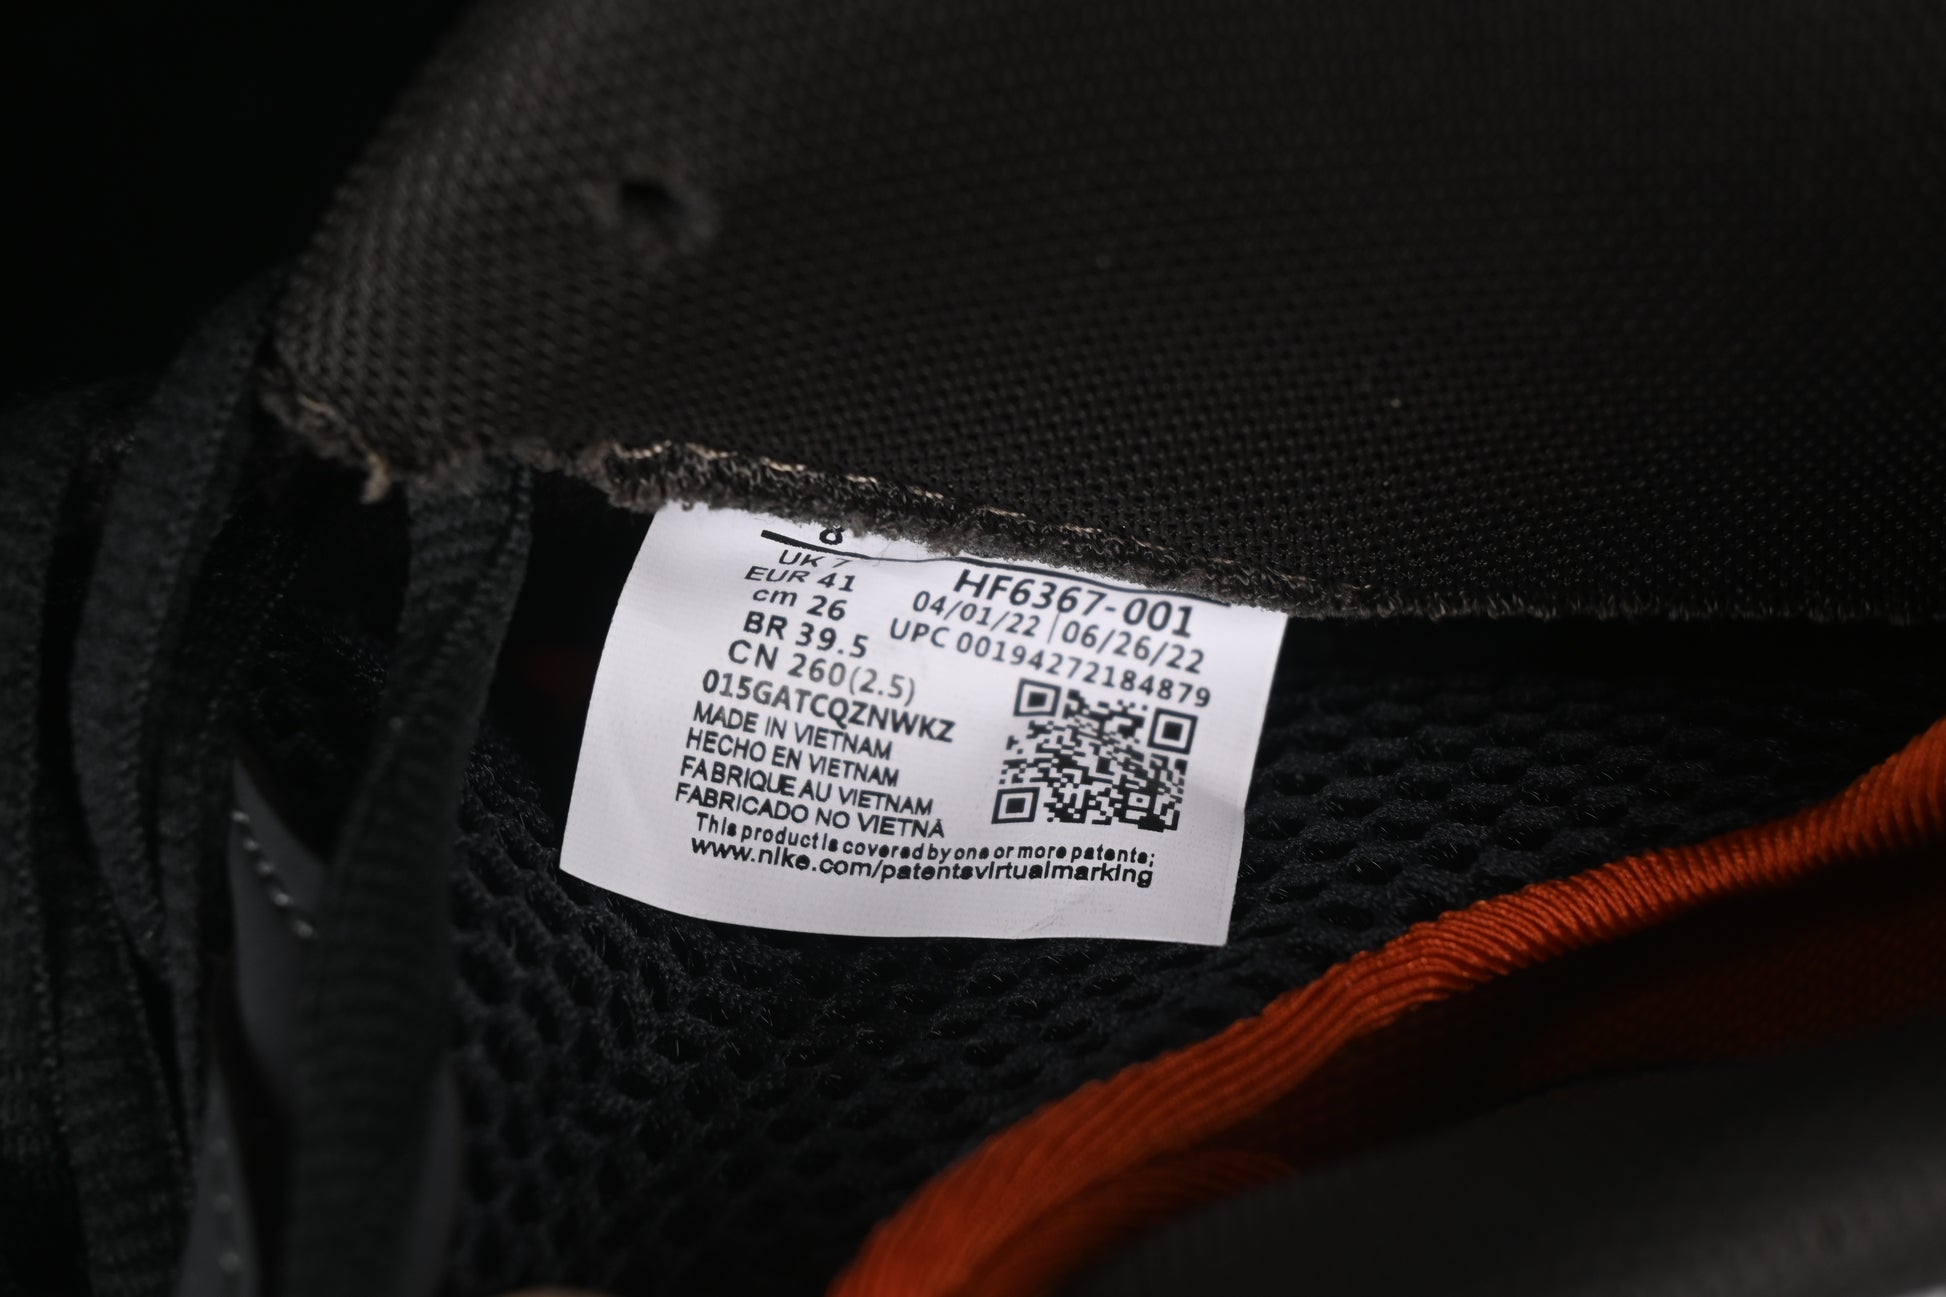 8
UK 7
EUR 41
cm 26
BR 39.5
CN 260(2.5)
HF6367-001
04/01/22 | 06/26/22
UPC 00194272184879
015GATCQZNWKZ
MADE IN VIETNAM
HECHO EN VIETNAM
FABRIQUE AU VIETNAM
FABRICADO NO VIETNÃ
This product is covered by one or more patents;
www.nike.com/patentsvirtualmarking